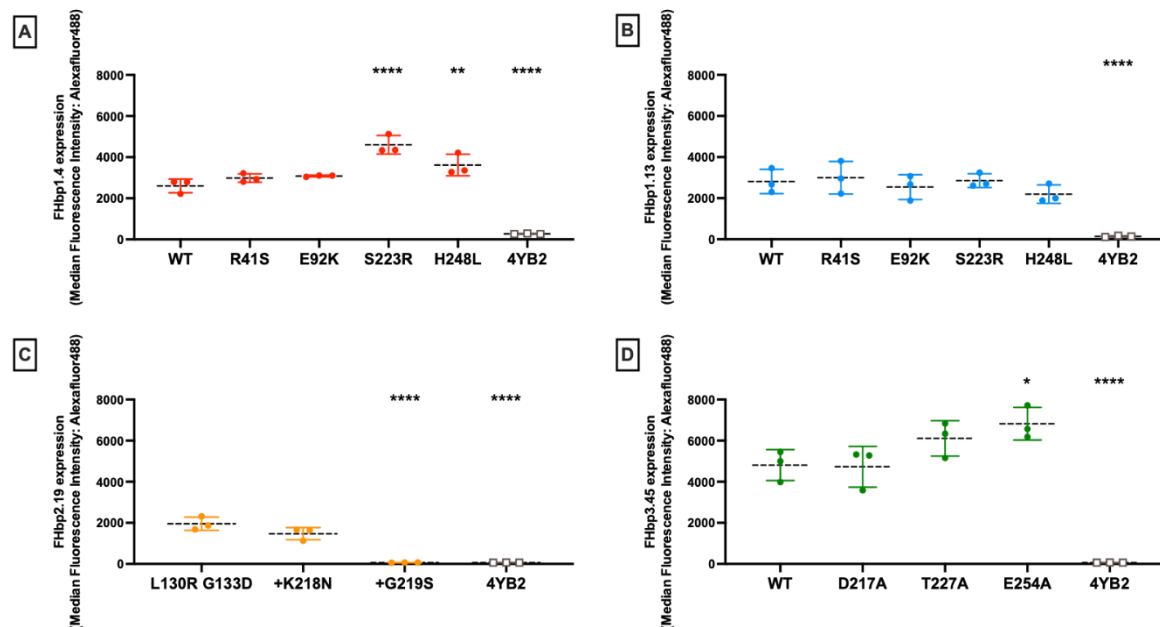 A
FHbp1.4 expression
(Median Fluorescence Intensity: Alexafluor488)
8000
6000
4000
2000
0
**** ** ****
WT R41S E92K S223R H248L 4YB2
B
FHbp1.13 expression
(Median Fluorescence Intensity: Alexafluor488)
8000
6000
4000
2000
0
****
WT R41S E92K S223R H248L 4YB2
C
FHbp2.19 expression
(Median Fluorescence Intensity: Alexafluor488)
8000
6000
4000
2000
0
**** ****
L130R G133D +K218N +G219S 4YB2
D
FHbp3.45 expression
(Median Fluorescence Intensity: Alexafluor488)
8000
6000
4000
2000
0
* ****
WT D217A T227A E254A 4YB2